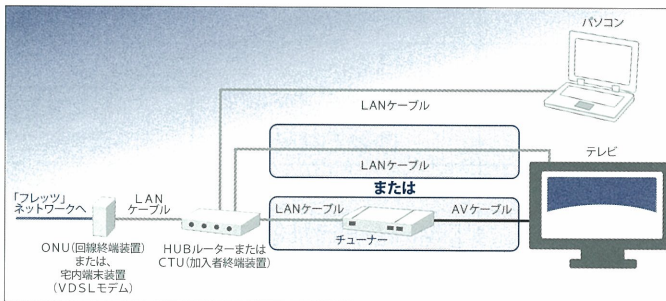 パソコン
LANケーブル
テレビ
LANケーブル
または
「フレッツ」
ネットワークへ
LAN
ケーブル
LANケーブル
AVケーブル
チューナー
ONU(回線終端装置)
または、
宅内端末装置
(VDSLモデム)
HUBルーターまたは
CTU(加入者終端装置)